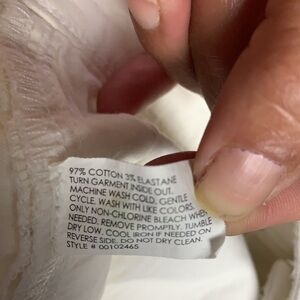 97% COTTON 3% ELASTANE
TURN GARMENT INSIDE OUT.
MACHINE WASH COLD, GENTLE
CYCLE. WASH WITH LIKE COLORS.
ONLY NON-CHLORINE BLEACH WHEN
NEEDED. REMOVE PROMPTLY. TUMBLE
DRY LOW. COOL IRON IF NEEDED ON
REVERSE SIDE. DO NOT DRY CLEAN.
STYLE # 00102465